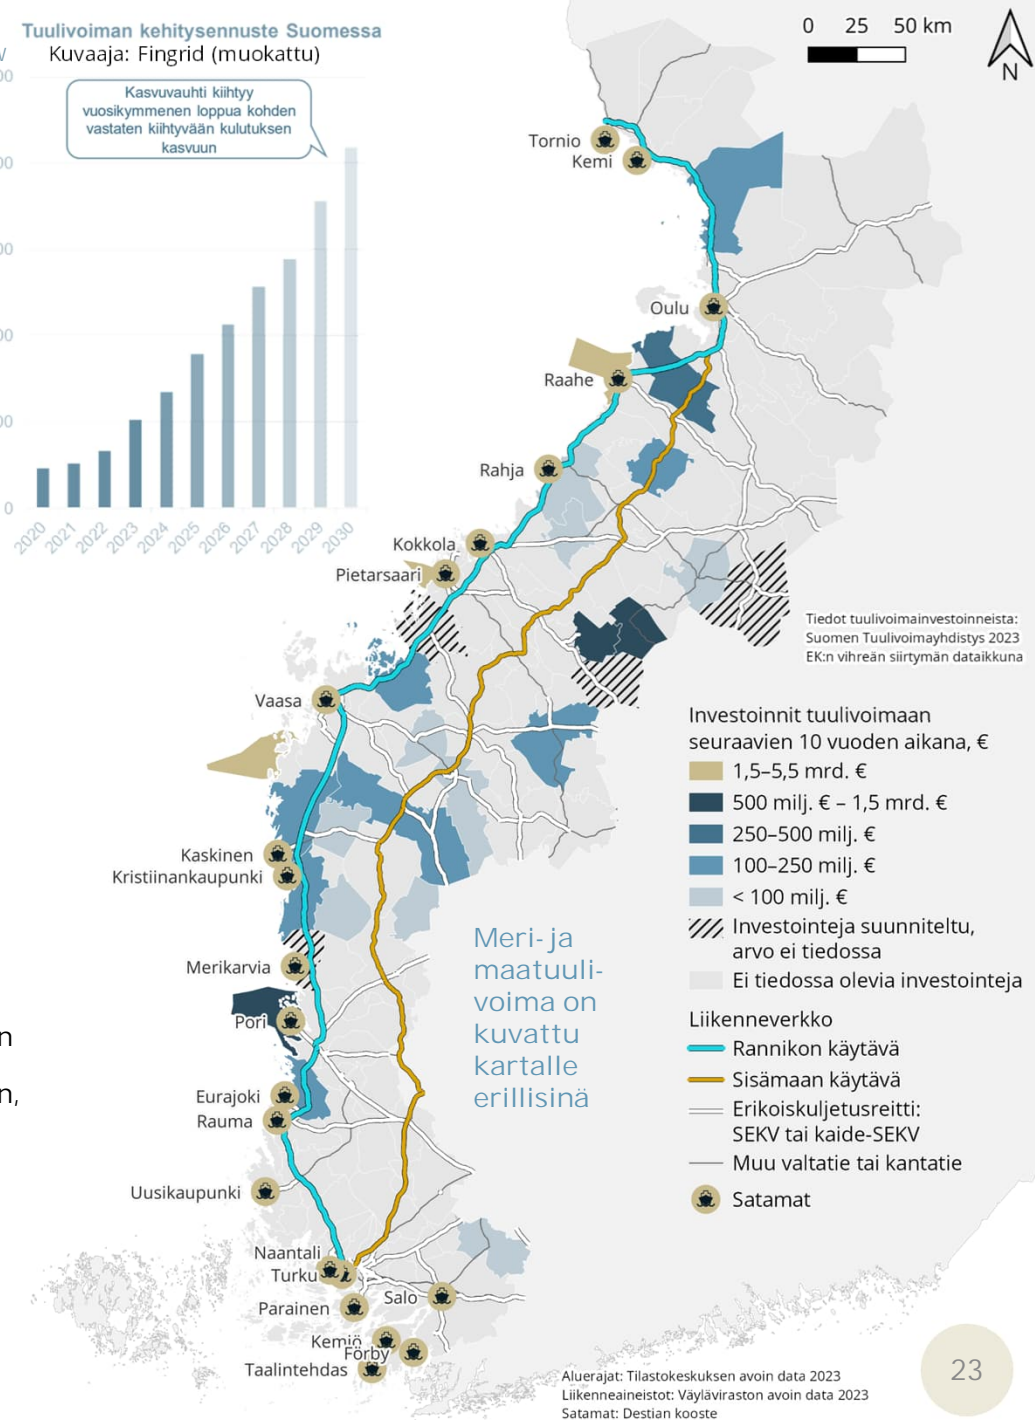 Tuulivoiman kehitysennuste Suomessa
Kuvaaja: Fingrid (muokattu)
Kasvuvauhti kiihtyy
vuosikymmenen loppua kohden
vastaten kiihtyvään kulutuksen
kasvuun
0
2020
2021
2022
2023
2024
2025
2026
2027
2028
2029
2030
0 25 50 km
N
Tornio
Kemi
Oulu
Raahe
Rahja
Kokkola
Pietarsaari
Vaasa
Kaskinen
Kristiinankaupunki
Merikarvia
Pori
Eurajoki
Rauma
Uusikaupunki
Naantali
Turku
Parainen
Salo
Kemiö
Förby
Taalintehdas
Tiedot tuulivoimainvestoinneista:
Suomen Tuulivoimayhdistys 2023
EK:n vihreän siirtymän dataikkuna
Investoinnit tuulivoimaan
seuraavien 10 vuoden aikana, €
1,5–5,5 mrd. €
500 milj. € – 1,5 mrd. €
250–500 milj. €
100–250 milj. €
< 100 milj. €
Investointeja suunniteltu,
arvo ei tiedossa
Ei tiedossa olevia investointeja
Liikenneverkko
Rannikon käytävä
Sisämaan käytävä
Erikoiskuljetusreitti:
SEKV tai kaide-SEKV
Muu valtatie tai kantatie
Satamat
Meri- ja
maatuuli-
voima on
kuvattu
kartalle
erillisinä
Aluerajat: Tilastokeskuksen avoin data 2023
Liikenneaineistot: Väyläviraston avoin data 2023
Satamat: Destian kooste
23